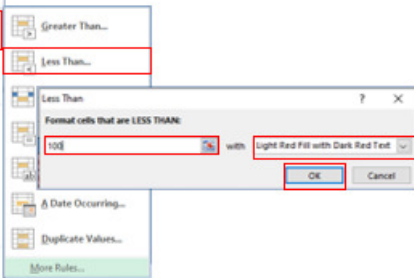 Greater Than...
Less Than...
Less Than ? X
Format cells that are LESS THAN:
100 with Light Red Fill with Dark Red Text
OK Cancel
A Date Occurring...
Duplicate Values...
More Rules...